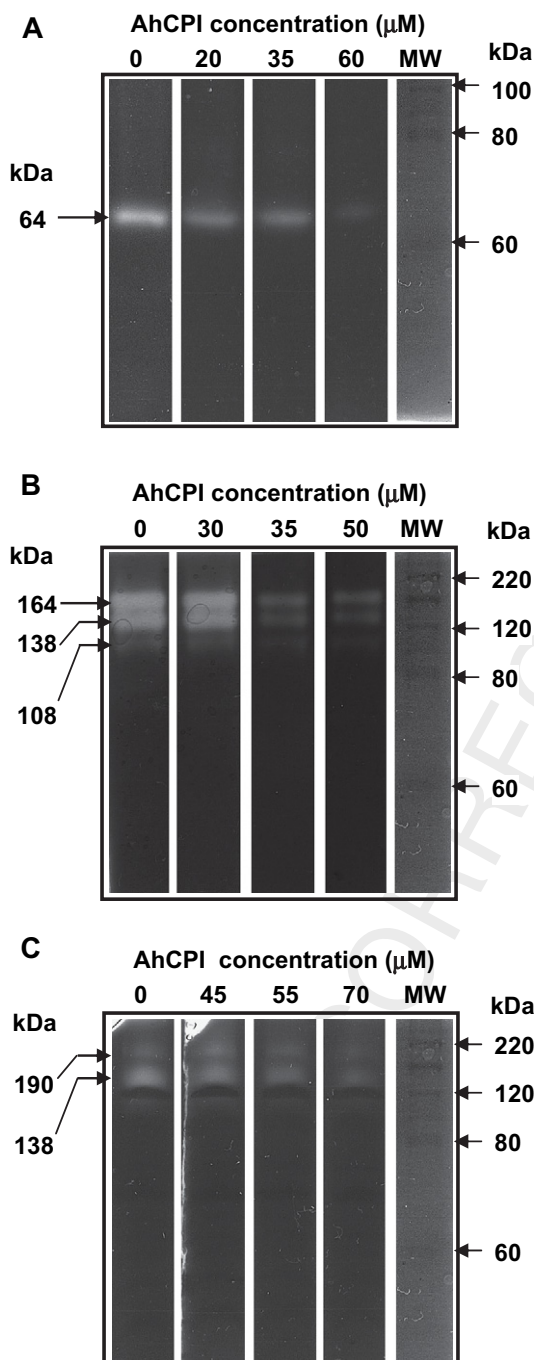 A
AhCPI concentration (μM)
0 20 35 60 MW
kDa
100
80
kDa
64
60
B
AhCPI concentration (μM)
0 30 35 50 MW
kDa
kDa
220
164
138
120
108
80
60
C
AhCPI concentration (μM)
0 45 55 70 MW
kDa
kDa
220
190
138
120
80
60